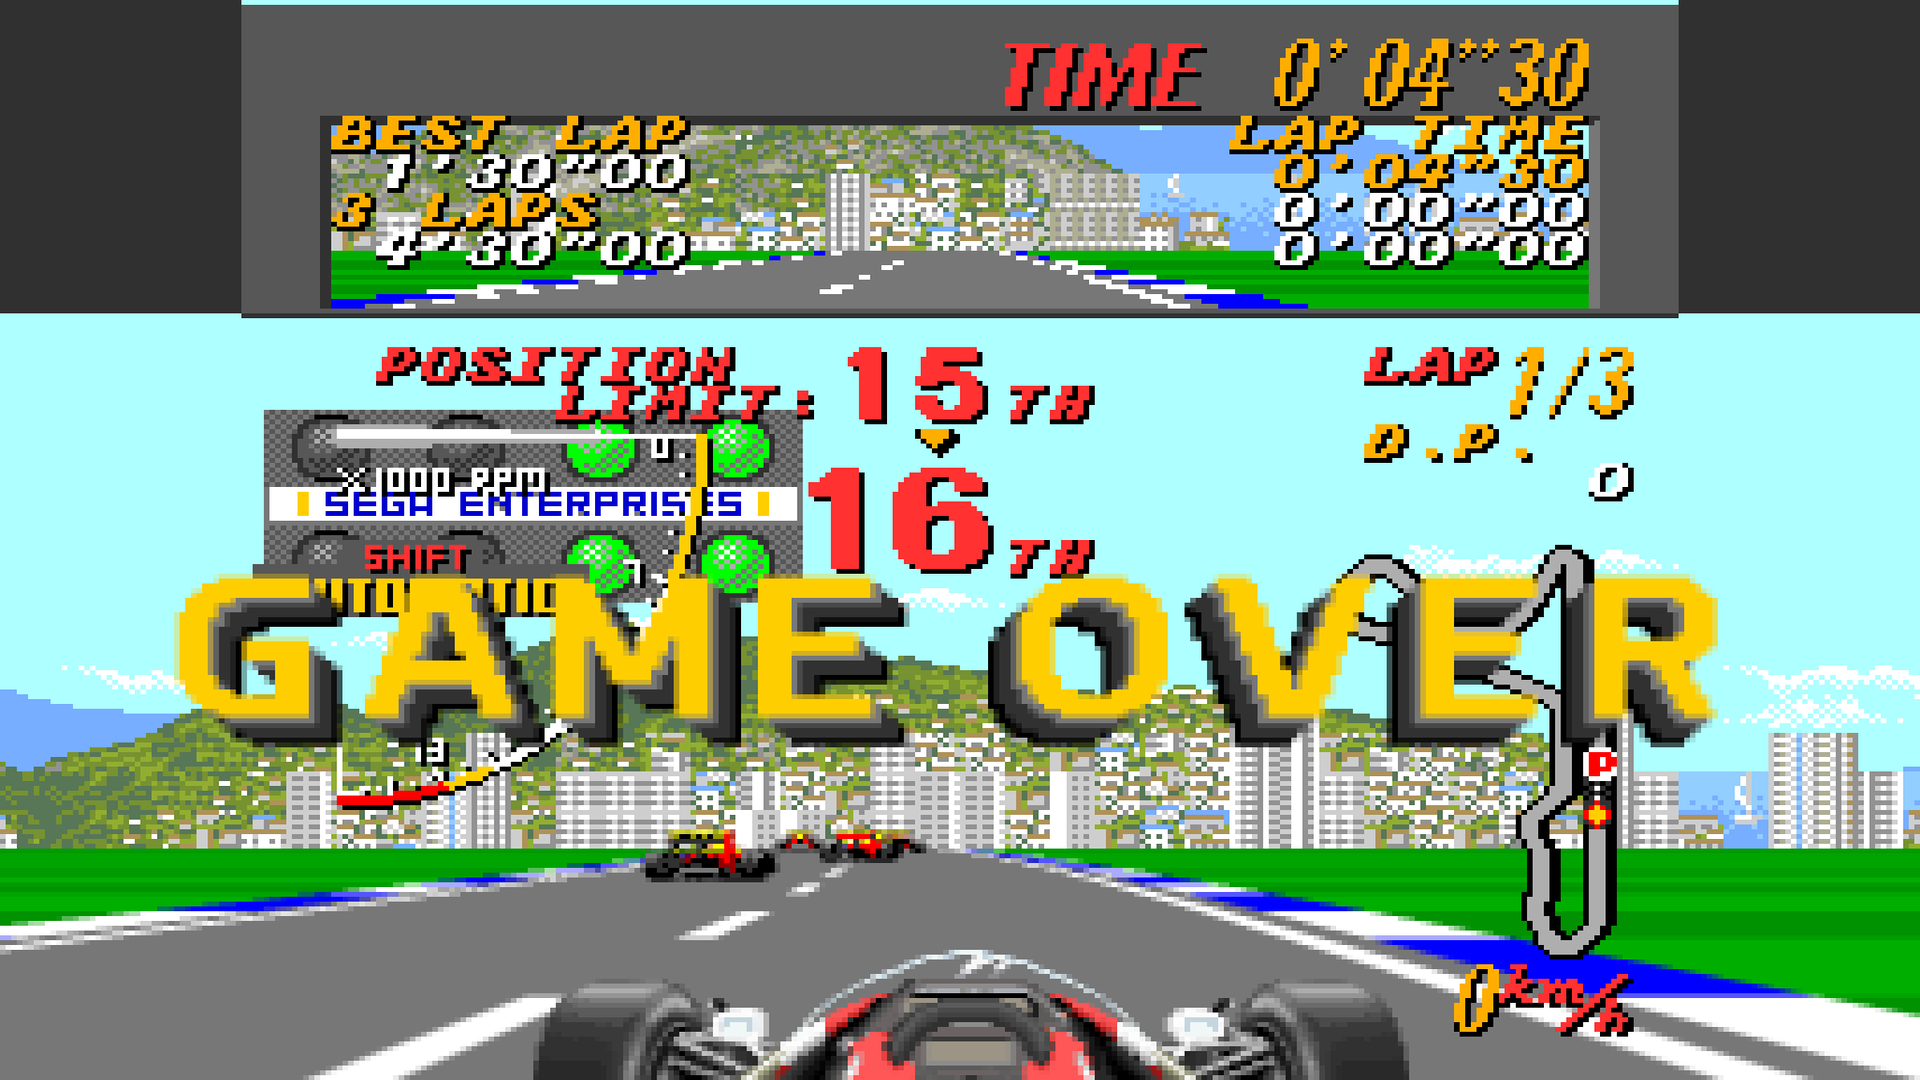 TIME 0'04"30
BEST LAP
1'30"00
3 LAPS
4'30"00
LAP TIME
0'04"30
0'00"00
0'00"00
POSITION
LIMIT: 15TH
16TH
LAP 1/3
D.P.
0
X1000 RPM
SEGA ENTERPRISES
SHIFT
GAME OVER
P
0km/h